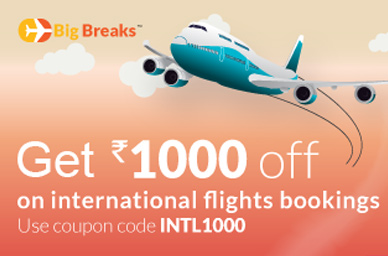 Big Breaks™
Get ₹1000 off
on international flights bookings
Use coupon code INTL1000